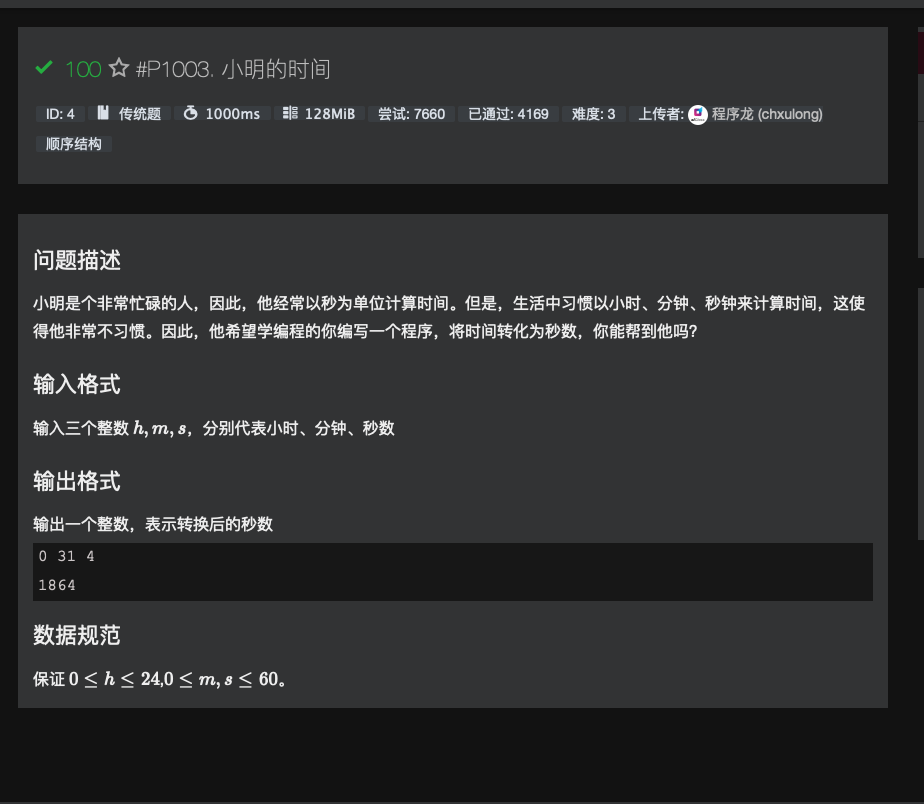 100 #P1003. 小明的时间
ID: 4 传统题 1000ms 128MiB 尝试: 7660 已通过: 4169 难度: 3 上传者: 程序龙 (chxulong)
顺序结构
问题描述
小明是个非常忙碌的人，因此，他经常以秒为单位计算时间。但是，生活中习惯以小时、分钟、秒钟来计算时间，这使
得他非常不习惯。因此，他希望学编程的你编写一个程序，将时间转化为秒数，你能帮到他吗？
输入格式
输入三个整数 h, m, s，分别代表小时、分钟、秒数
输出格式
输出一个整数，表示转换后的秒数
0 31 4
1864
数据规范
保证 0 ≤ h ≤ 24,0 ≤ m, s ≤ 60。